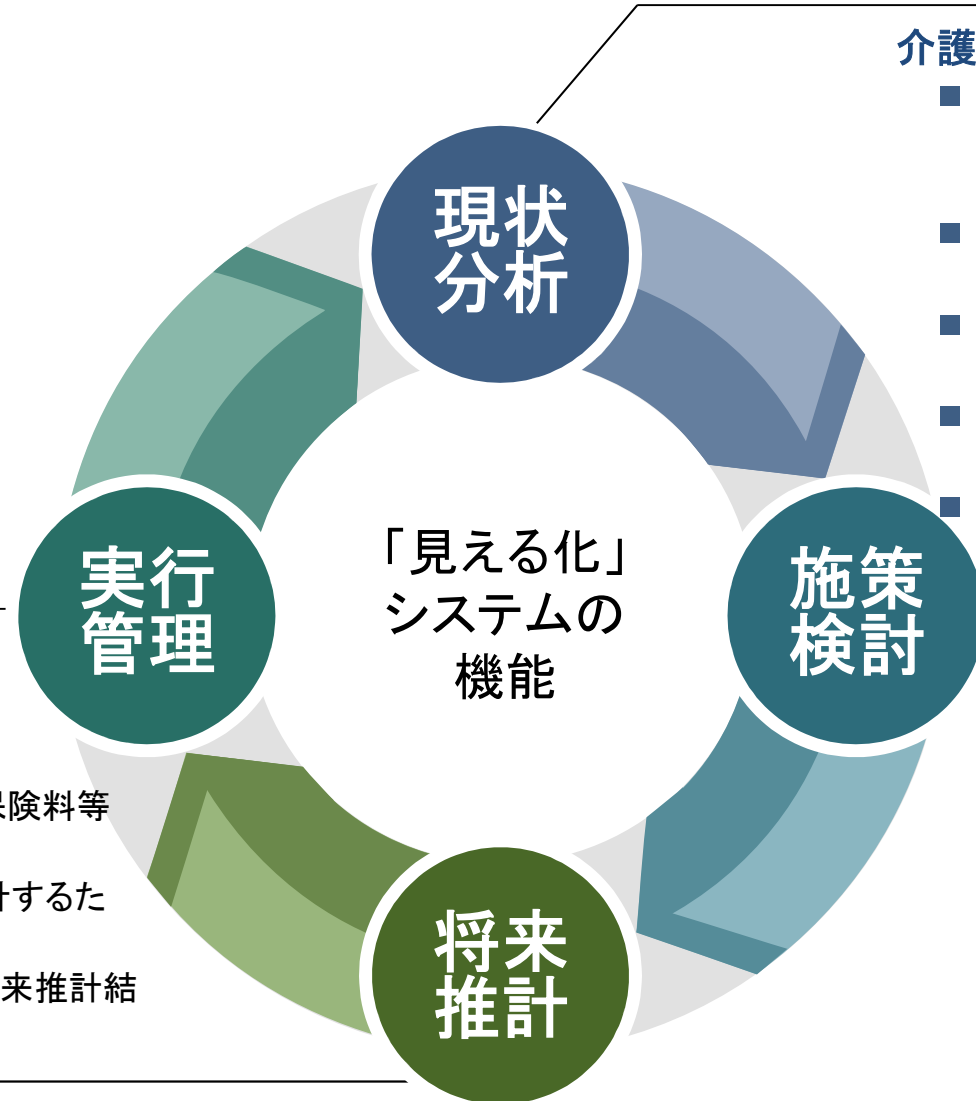 介護
現状
分析
「見える化」
システムの
機能
実行
管理
施策
検討
保険料等
計するた
来推計結
将来
推計